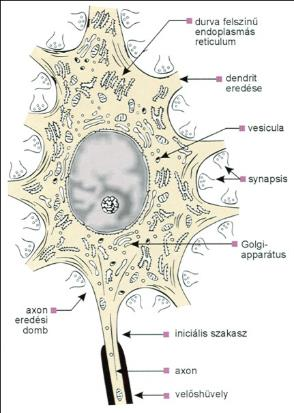 durva felszínű
endoplasmás
reticulum
dendrit
eredése
vesicula
synapsis
Golgi-
apparátus
axon
eredési
domb
iniciális szakasz
axon
velőshüvely